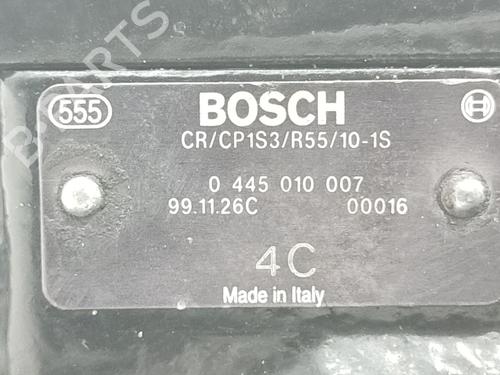 B-PARTS
555 BOSCH
CR/CP1S3/R55/10-1S
0 445 010 007
99.11.26C 00016
4C
Made in Italy